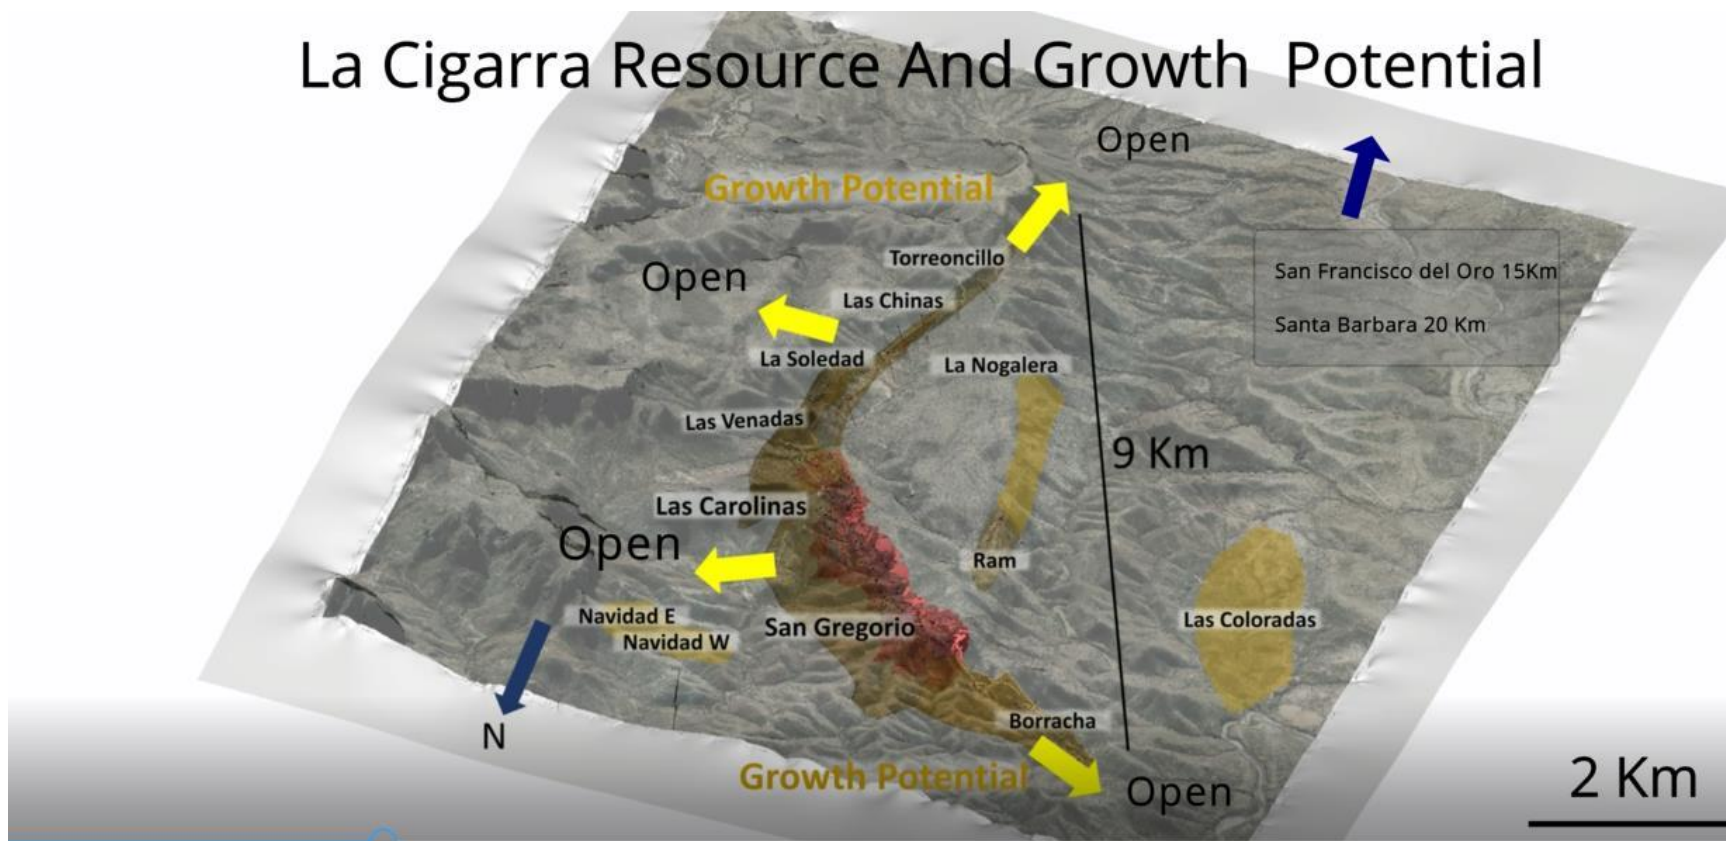 La Cigarra Resource And Growth Potential
Open
Growth Potential
Torreoncillo
Open
San Francisco del Oro 15Km
Las Chinas
Santa Barbara 20 Km
La Soledad
La Nogalera
Las Venadas
9 Km
Las Carolinas
Open
Ram
Navidad E
Las Coloradas
San Gregorio
Navidad W
Borracha
N
Growth Potential
Open
2 Km